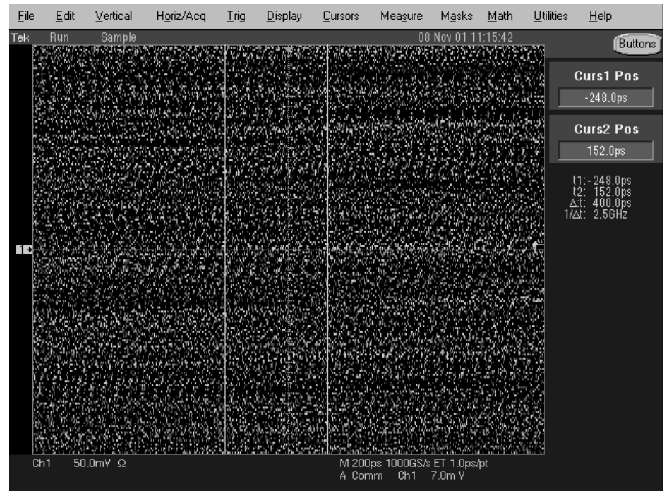 File Edit Vertical Horiz/Acq Trig Display Cursors Measure Masks Math Utilities Help
Tek Run Sample 08 Nov 01 11:15:42
Buttons
Curs1 Pos
-248.0ps
Curs2 Pos
152.0ps
t1: -248.0ps
t2: 152.0ps
Δt: 400.0ps
1/Δt: 2.5GHz
1
Ch1 50.0mV Ω M 200ps 1000GS/s ET 1.0ps/pt
A Comm Ch1 7.0mV